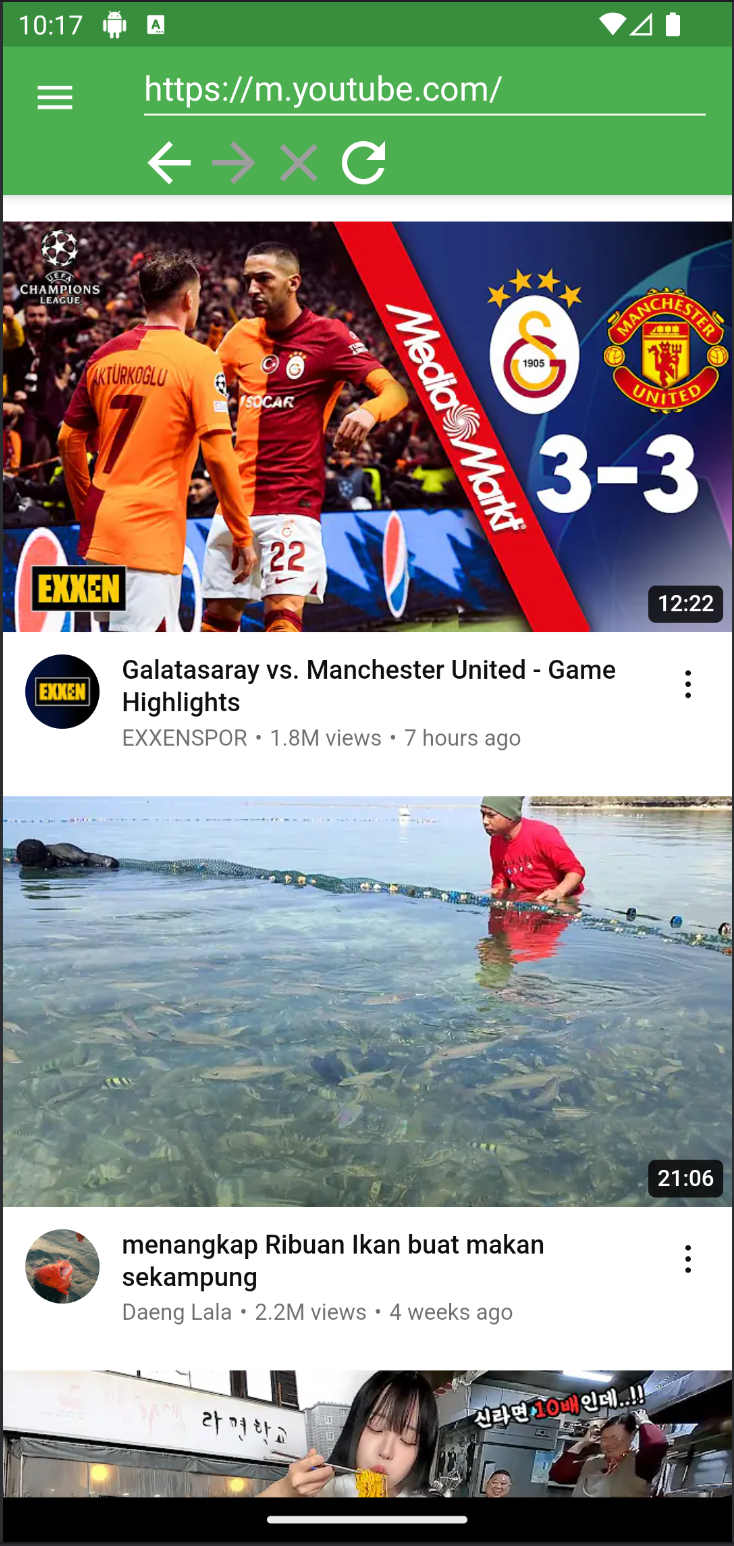 10:17
A
https://m.youtube.com/
UEFA
CHAMPIONS
LEAGUE
AKTÜRKOĞLU
7
SOCAR
22
EXXEN
MediaMarkt
1905
MANCHESTER
UNITED
3-3
12:22
EXXEN
Galatasaray vs. Manchester United - Game
Highlights
EXXENSPOR • 1.8M views • 7 hours ago
21:06
menangkap Ribuan Ikan buat makan
sekampung
Daeng Lala • 2.2M views • 4 weeks ago
라면학교
신라면 10배인데..!!